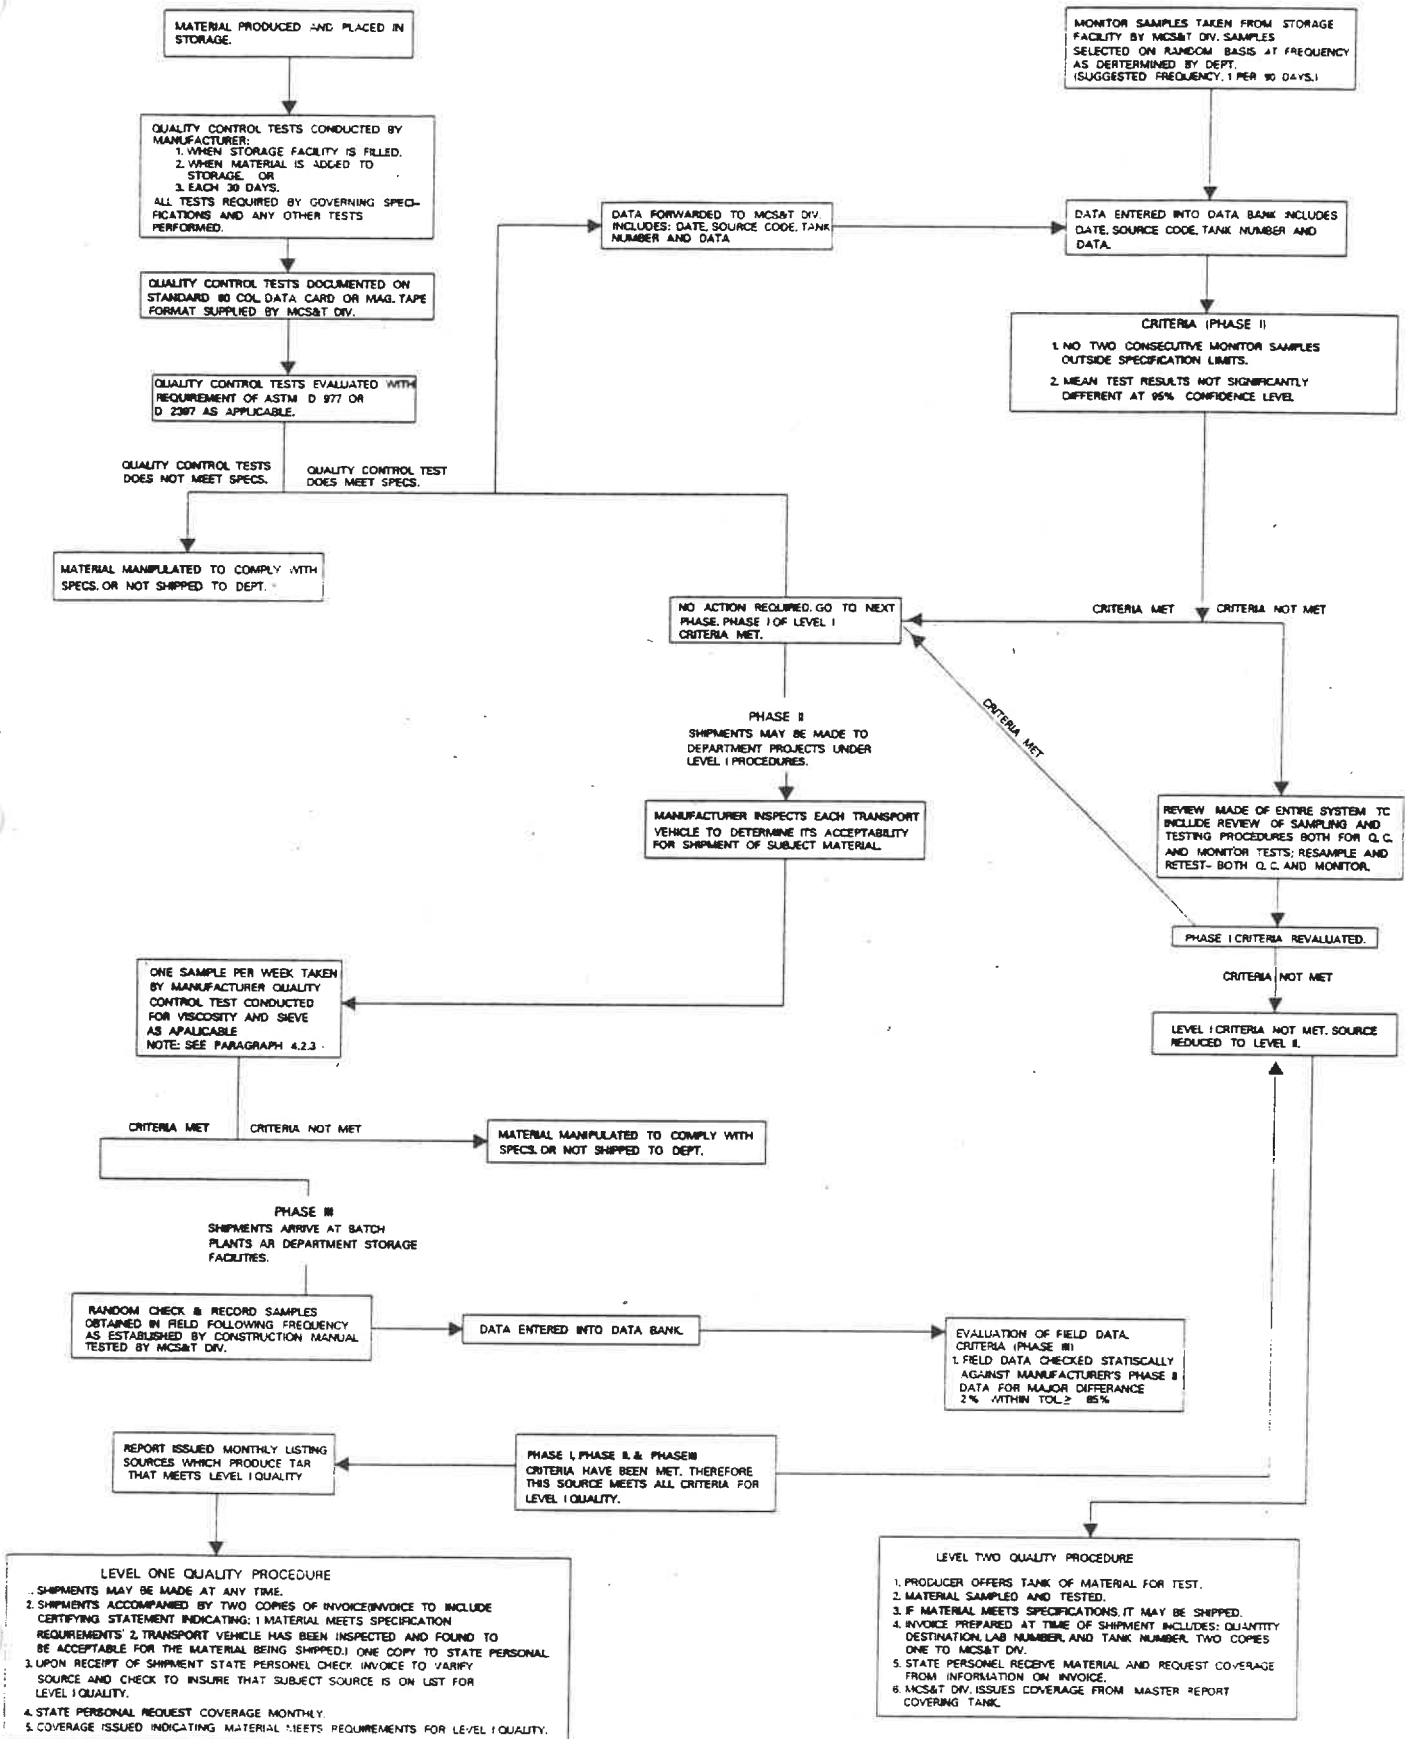 MATERIAL PRODUCED AND PLACED IN
STORAGE.
MONITOR SAMPLES TAKEN FROM STORAGE
FACILITY BY MCS&T DIV. SAMPLES
SELECTED ON RANDOM BASIS AT FREQUENCY
AS DERTERMINED BY DEPT.
(SUGGESTED FREQUENCY, 1 PER 90 DAYS.)
QUALITY CONTROL TESTS CONDUCTED BY
MANUFACTURER:
1. WHEN STORAGE FACILITY IS FILLED.
2. WHEN MATERIAL IS ADDED TO
STORAGE. OR
3. EACH 30 DAYS.
ALL TESTS REQUIRED BY GOVERNING SPECI-
FICATIONS AND ANY OTHER TESTS
PERFORMED.
DATA FORWARDED TO MCS&T DIV.
INCLUDES: DATE, SOURCE CODE, TANK
NUMBER AND DATA
DATA ENTERED INTO DATA BANK INCLUDES
DATE, SOURCE CODE, TANK NUMBER AND
DATA.
QUALITY CONTROL TESTS DOCUMENTED ON
STANDARD 80 COL. DATA CARD OR MAG. TAPE
FORMAT SUPPLIED BY MCS&T DIV.
CRITERIA (PHASE I)
1. NO TWO CONSECUTIVE MONITOR SAMPLES
OUTSIDE SPECIFICATION LIMITS.
2. MEAN TEST RESULTS NOT SIGNIFICANTLY
DIFFERENT AT 95% CONFIDENCE LEVEL
QUALITY CONTROL TESTS EVALUATED WITH
REQUIREMENT OF ASTM D 977 OR
D 2397 AS APPLICABLE.
QUALITY CONTROL TESTS
DOES NOT MEET SPECS.
QUALITY CONTROL TEST
DOES MEET SPECS.
MATERIAL MANIPULATED TO COMPLY WITH
SPECS. OR NOT SHIPPED TO DEPT.
NO ACTION REQUIRED. GO TO NEXT
PHASE. PHASE I OF LEVEL I
CRITERIA MET.
CRITERIA MET
CRITERIA NOT MET
CRITERIA MET
PHASE II
SHIPMENTS MAY BE MADE TO
DEPARTMENT PROJECTS UNDER
LEVEL I PROCEDURES.
MANUFACTURER INSPECTS EACH TRANSPORT
VEHICLE TO DETERMINE ITS ACCEPTABILITY
FOR SHIPMENT OF SUBJECT MATERIAL.
REVIEW MADE OF ENTIRE SYSTEM TO
INCLUDE REVIEW OF SAMPLING AND
TESTING PROCEDURES BOTH FOR Q. C.
AND MONITOR TESTS; RESAMPLE AND
RETEST- BOTH Q. C. AND MONITOR.
PHASE I CRITERIA REVALUATED.
CRITERIA NOT MET
ONE SAMPLE PER WEEK TAKEN
BY MANUFACTURER QUALITY
CONTROL TEST CONDUCTED
FOR VISCOSITY AND SIEVE
AS APALICABLE
NOTE: SEE PARAGRAPH 4.2.3
LEVEL I CRITERIA NOT MET. SOURCE
REDUCED TO LEVEL II.
CRITERIA MET
CRITERIA NOT MET
MATERIAL MANIPULATED TO COMPLY WITH
SPECS. OR NOT SHIPPED TO DEPT.
PHASE III
SHIPMENTS ARRIVE AT BATCH
PLANTS AR DEPARTMENT STORAGE
FACILITIES.
RANDOM CHECK & RECORD SAMPLES
OBTAINED IN FIELD FOLLOWING FREQUENCY
AS ESTABLISHED BY CONSTRUCTION MANUAL
TESTED BY MCS&T DIV.
DATA ENTERED INTO DATA BANK.
EVALUATION OF FIELD DATA.
CRITERIA (PHASE III)
1. FIELD DATA CHECKED STATISCALLY
AGAINST MANUFACTURER'S PHASE II
DATA FOR MAJOR DIFFERANCE
2 % WITHIN TOL ≥ 85%
REPORT ISSUED MONTHLY LISTING
SOURCES WHICH PRODUCE TAR
THAT MEETS LEVEL I QUALITY
PHASE I, PHASE II, & PHASE III
CRITERIA HAVE BEEN MET. THEREFORE
THIS SOURCE MEETS ALL CRITERIA FOR
LEVEL I QUALITY.
LEVEL ONE QUALITY PROCEDURE
. SHIPMENTS MAY BE MADE AT ANY TIME.
2. SHIPMENTS ACCOMPANIED BY TWO COPIES OF INVOICE(INVOICE TO INCLUDE
CERTIFYING STATEMENT INDICATING: 1 MATERIAL MEETS SPECIFICATION
REQUIREMENTS' 2. TRANSPORT VEHICLE HAS BEEN INSPECTED AND FOUND TO
BE ACCEPTABLE FOR THE MATERIAL BEING SHIPPED.) ONE COPY TO STATE PERSONAL
3. UPON RECEIPT OF SHIPMENT STATE PERSONEL CHECK INVOICE TO VARIFY
SOURCE AND CHECK TO INSURE THAT SUBJECT SOURCE IS ON LIST FOR
LEVEL I QUALITY.
4. STATE PERSONAL REQUEST COVERAGE MONTHLY.
5. COVERAGE ISSUED INDICATING MATERIAL MEETS REQUIREMENTS FOR LEVEL I QUALITY.
LEVEL TWO QUALITY PROCEDURE
1. PRODUCER OFFERS TANK OF MATERIAL FOR TEST.
2. MATERIAL SAMPLED AND TESTED.
3. IF MATERIAL MEETS SPECIFICATIONS, IT MAY BE SHIPPED.
4. INVOICE PREPARED AT TIME OF SHIPMENT INCLUDES: QUANTITY
DESTINATION, LAB NUMBER, AND TANK NUMBER. TWO COPIES
ONE TO MCS&T DIV.
5. STATE PERSONEL RECEIVE MATERIAL AND REQUEST COVERAGE
FROM INFORMATION ON INVOICE.
6. MCS&T DIV. ISSUES COVERAGE FROM MASTER REPORT
COVERING TANK.